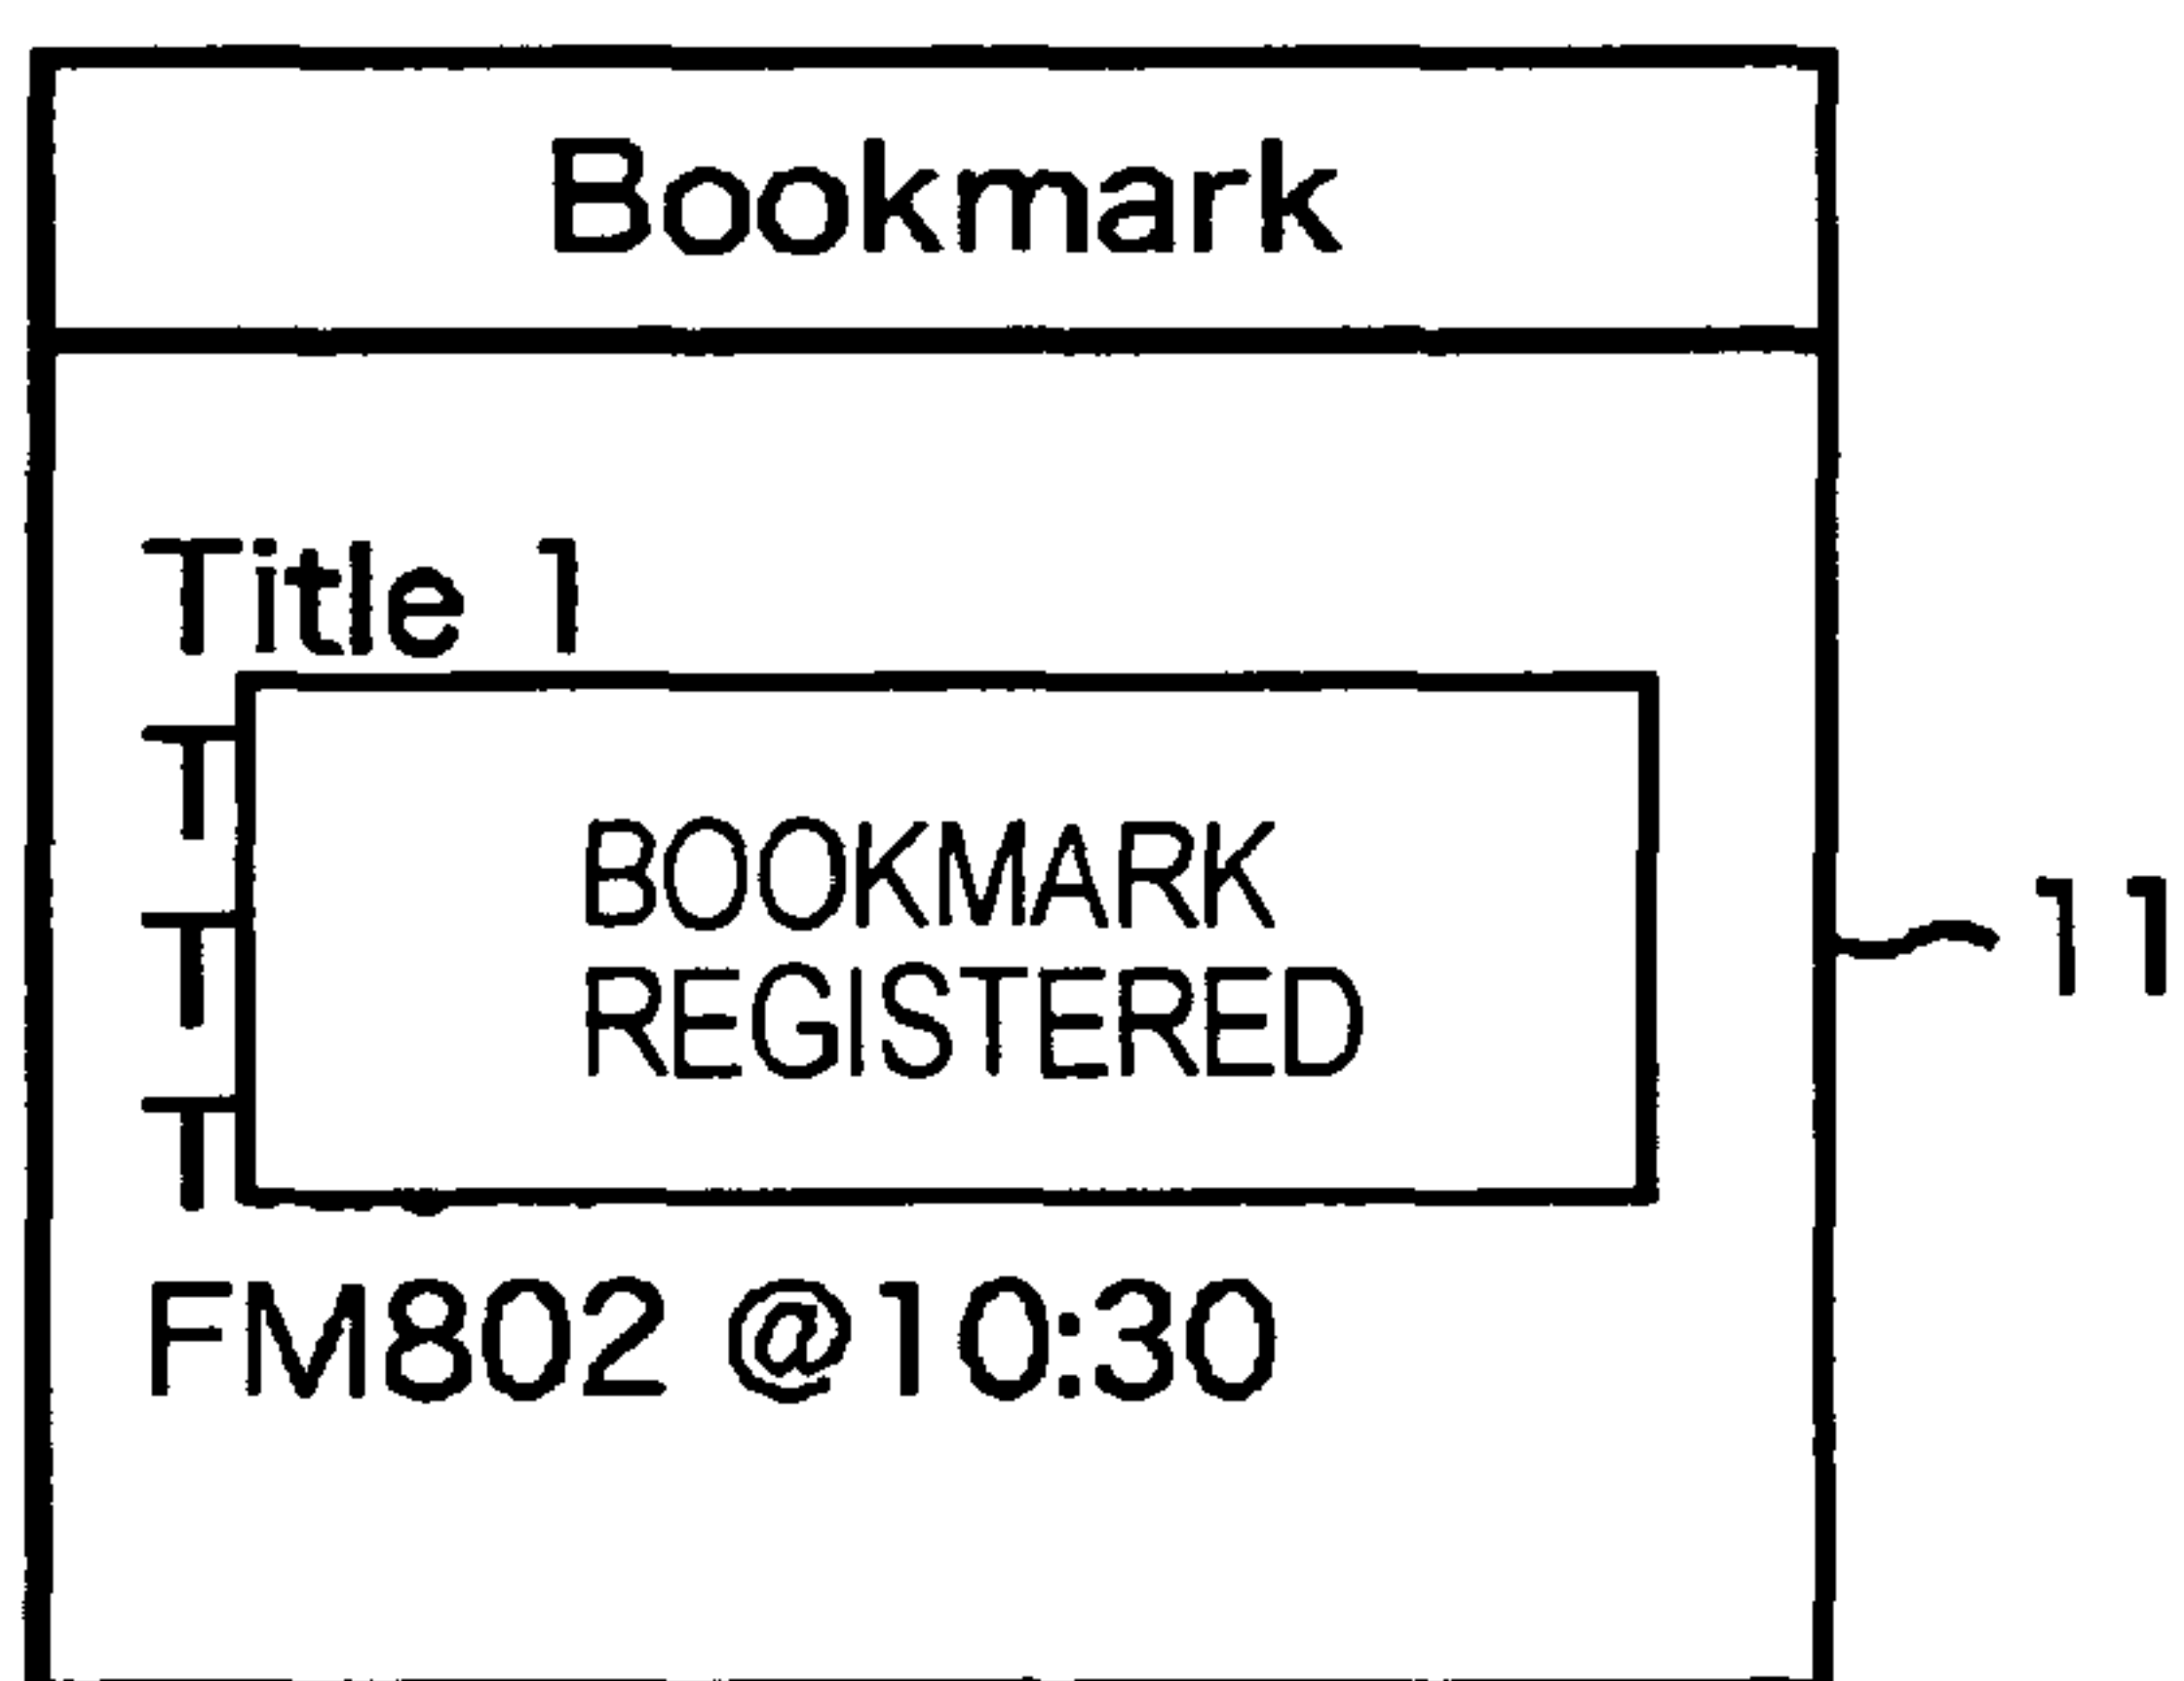 Bookmark
Title 1
T
T
BOOKMARK
REGISTERED
11
T
FM802 @10:30